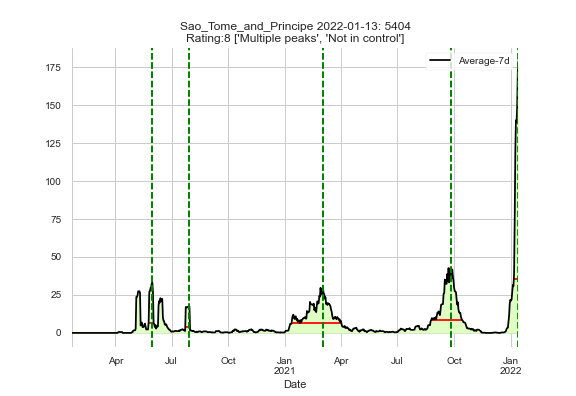 Sao_Tome_and_Principe 2022-01-13: 5404
Rating:8 ['Multiple peaks', 'Not in control']
Average-7d
175
150
125
100
75
50
25
0
Apr Jul Oct Jan Apr Jul Oct Jan
2021 2022
Date